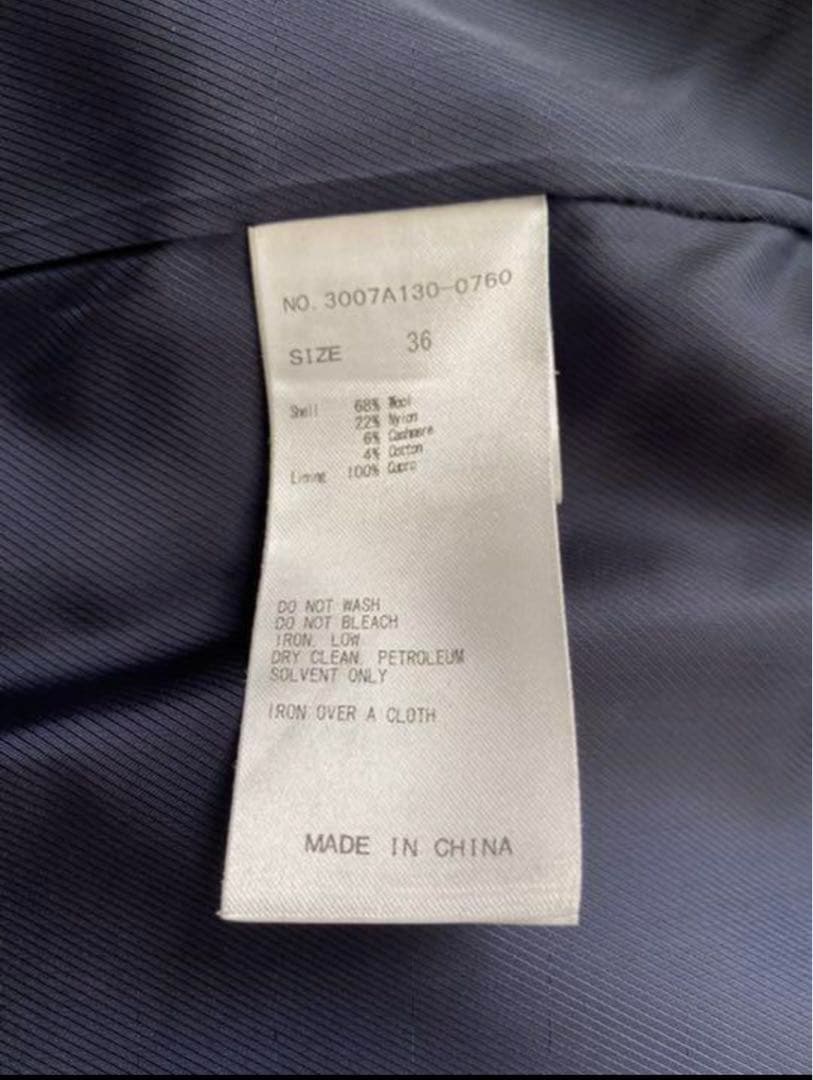 NO. 3007A130-0760
SIZE 36
Shell 68% Wool
22% Nylon
6% Cashmere
4% Cotton
Lining 100% Cupro
DO NOT WASH
DO NOT BLEACH
IRON. LOW
DRY CLEAN. PETROLEUM
SOLVENT ONLY
IRON OVER A CLOTH
MADE IN CHINA